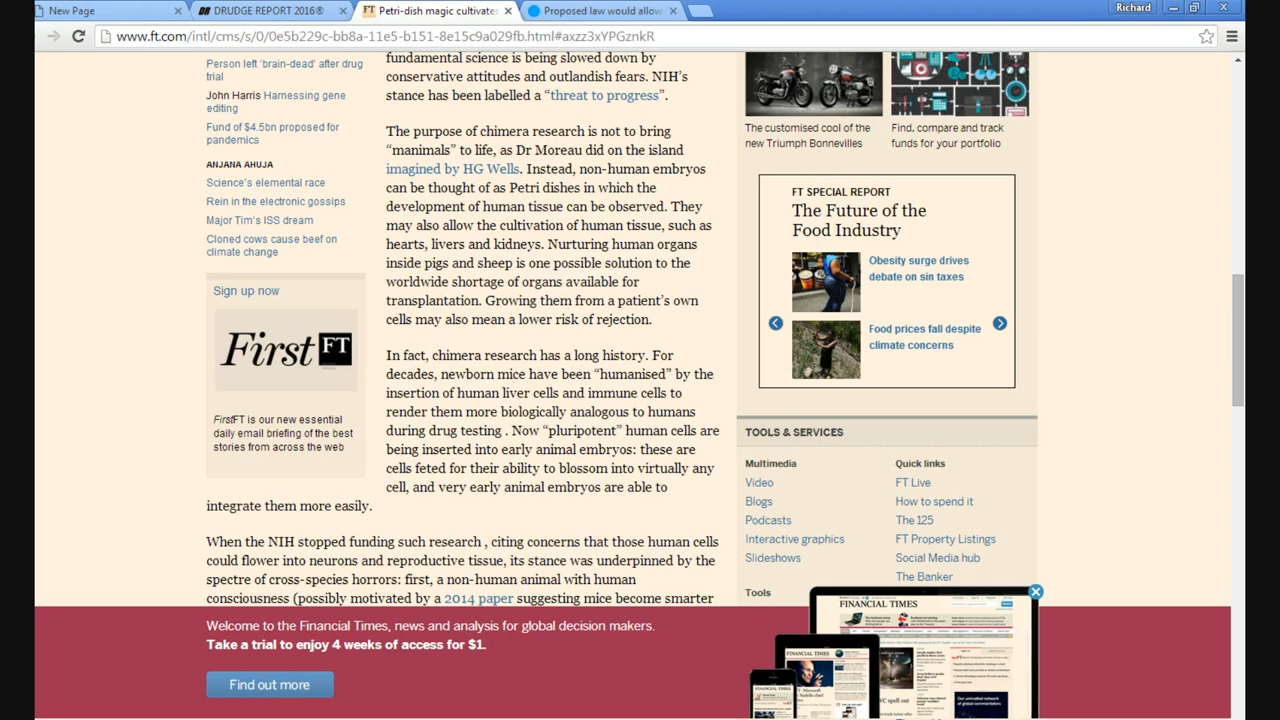 New Page
DRUDGE REPORT 2016®
FT Petri-dish magic cultivates
Proposed law would allow
Richard
www.ft.com/intl/cms/s/0/0e5b229c-bb8a-11e5-b151-8e15c9a029fb.html#axzz3xYPGznkR
Person left 'brain-dead' after drug
trial
John Harris Harnessing gene
editing
Fund of $4.5bn proposed for
pandemics
ANJANA AHUJA
Science's elemental race
Rein in the electronic gossips
Major Tim's ISS dream
Cloned cows cause beef on
climate change
Sign up now
First FT
FirstFT is our new essential
daily email briefing of the best
stories from across the web
fundamental science is being slowed down by
conservative attitudes and outlandish fears. NIH's
stance has been labelled a “threat to progress”.
The purpose of chimera research is not to bring
“manimals” to life, as Dr Moreau did on the island
imagined by HG Wells. Instead, non-human embryos
can be thought of as Petri dishes in which the
development of human tissue can be observed. They
may also allow the cultivation of human tissue, such as
hearts, livers and kidneys. Nurturing human organs
inside pigs and sheep is one possible solution to the
worldwide shortage of organs available for
transplantation. Growing them from a patient's own
cells may also mean a lower risk of rejection.
In fact, chimera research has a long history. For
decades, newborn mice have been “humanised” by the
insertion of human liver cells and immune cells to
render them more biologically analogous to humans
during drug testing . Now “pluripotent” human cells are
being inserted into early animal embryos: these are
cells feted for their ability to blossom into virtually any
cell, and very early animal embryos are able to
integrate them more easily.
When the NIH stopped funding such research , citing concerns that those human cells
could flower into neurons and reproductive tissue, its stance was underpinned by the
spectre of cross-species horrors: first, a non-human animal with human
consciousness (possibly motivated by a 2014 paper suggesting mice become smarter
The customised cool of the
new Triumph Bonnevilles
Find, compare and track
funds for your portfolio
FT SPECIAL REPORT
The Future of the
Food Industry
Obesity surge drives
debate on sin taxes
Food prices fall despite
climate concerns
TOOLS & SERVICES
Multimedia
Video
Blogs
Podcasts
Interactive graphics
Slideshows
Tools
Quick links
FT Live
How to spend it
The 125
FT Property Listings
Social Media hub
The Banker
Welcome to the Financial Times, news and analysis for global decision makers.
to enjoy 4 weeks of access for $1.
more
FINANCIAL TIMES
FINANCIAL TIMES